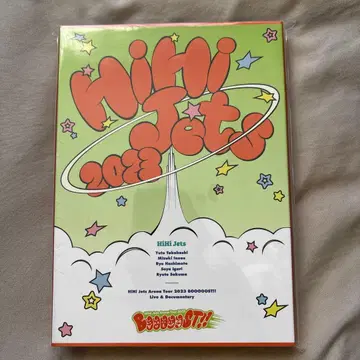 HiHi
Jets
2023
HiHi Jets
Yuto Takahashi
Mizuki Inoue
Ryo Hashimoto
Soya Igari
Ryuto Sakuma
HiHi Jets Arena Tour 2023 BOOOOOST!!
Live & Documentary
BOOOOOST!!